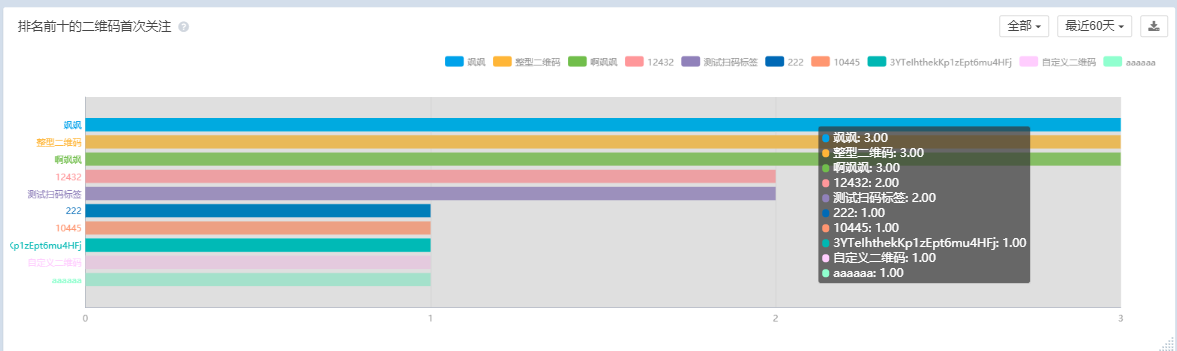 排名前十的二维码首次关注 ?
全部 最近60天
飒飒 整型二维码 啊飒飒 12432 测试扫码标签 222 10445 3YTeIhthekKp1zEpt6mu4HFj 自定义二维码 aaaaaa
飒飒
整型二维码
啊飒飒
12432
测试扫码标签
222
10445
Kp1zEpt6mu4HFj
自定义二维码
aaaaaa
飒飒: 3.00
整型二维码: 3.00
啊飒飒: 3.00
12432: 2.00
测试扫码标签: 2.00
222: 1.00
10445: 1.00
3YTeIhthekKp1zEpt6mu4HFj: 1.00
自定义二维码: 1.00
aaaaaa: 1.00
0 1 2 3